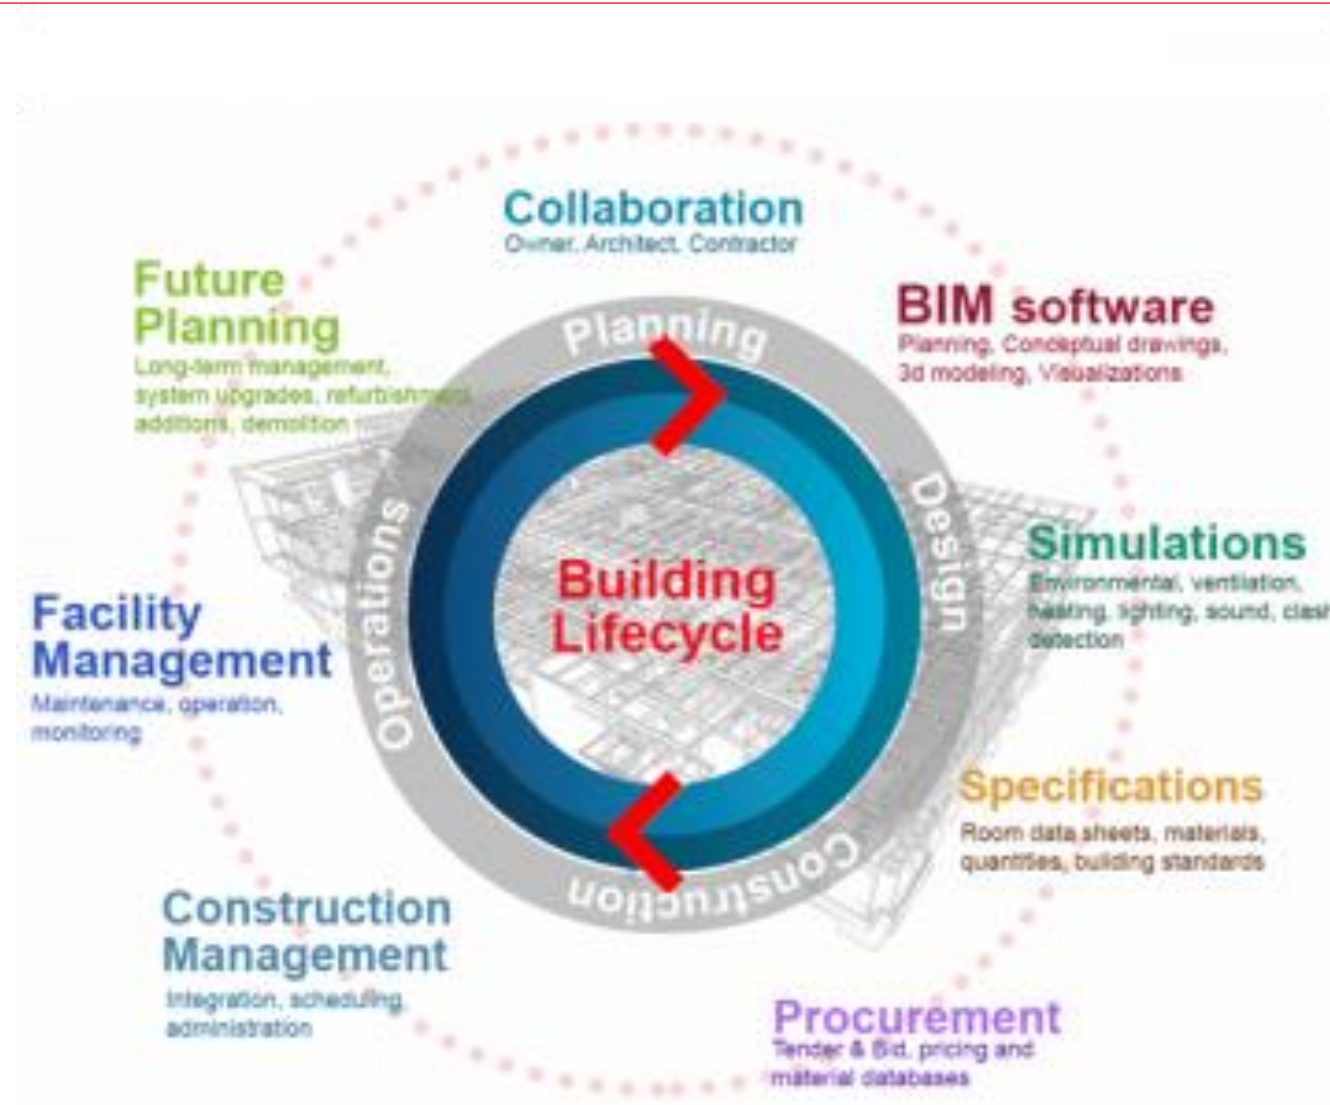 Collaboration
Owner, Architect, Contractor
BIM software
Planning, Conceptual drawings,
3d modeling, Visualizations
Simulations
Environmental, ventilation,
heating, lighting, sound, clash
detection
Specifications
Room data sheets, materials,
quantities, building standards
Procurement
Tender & Bid, pricing and
material databases
Construction
Management
Integration, scheduling,
administration
Facility
Management
Maintenance, operation,
monitoring
Future
Planning
Long-term management,
system upgrades, refurbishment,
additions, demolition
Planning
Design
Construction
Operations
Building
Lifecycle